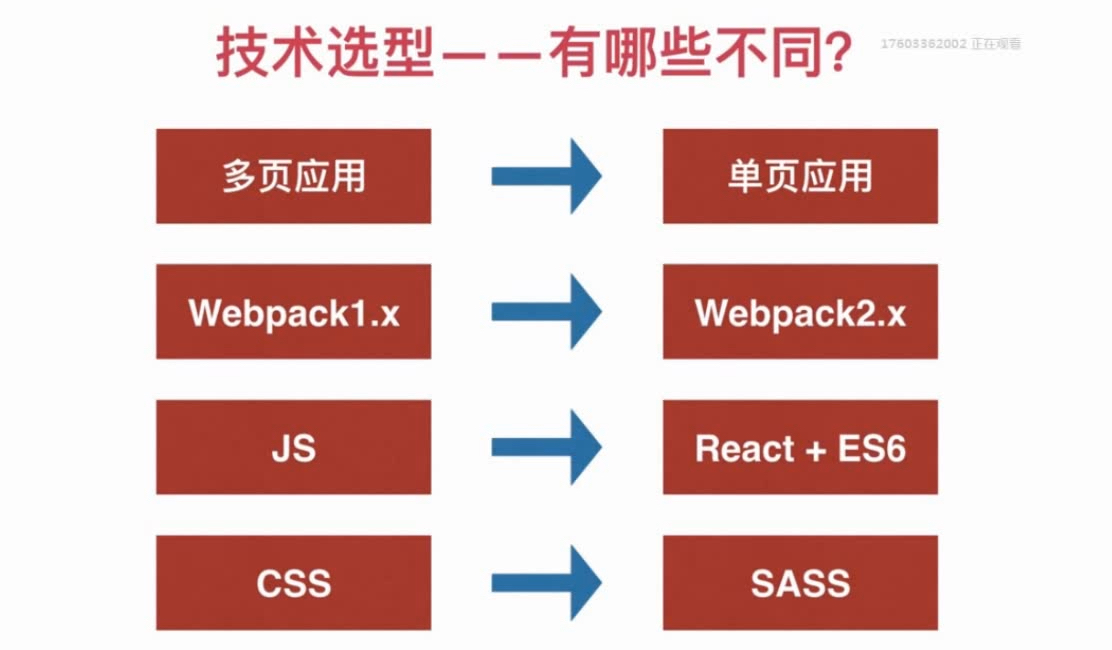 技术选型——有哪些不同?
17603362002 正在观看
多页应用
单页应用
Webpack1.x
Webpack2.x
JS
React + ES6
CSS
SASS